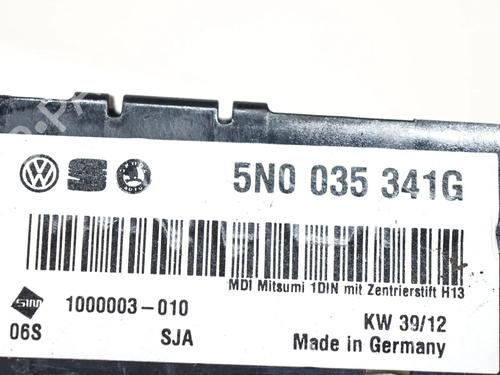 5N0 035 341G
MDI Mitsumi 1DIN mit Zentrierstift H13
1000003-010
KW 39/12
06S
SJA
Made in Germany